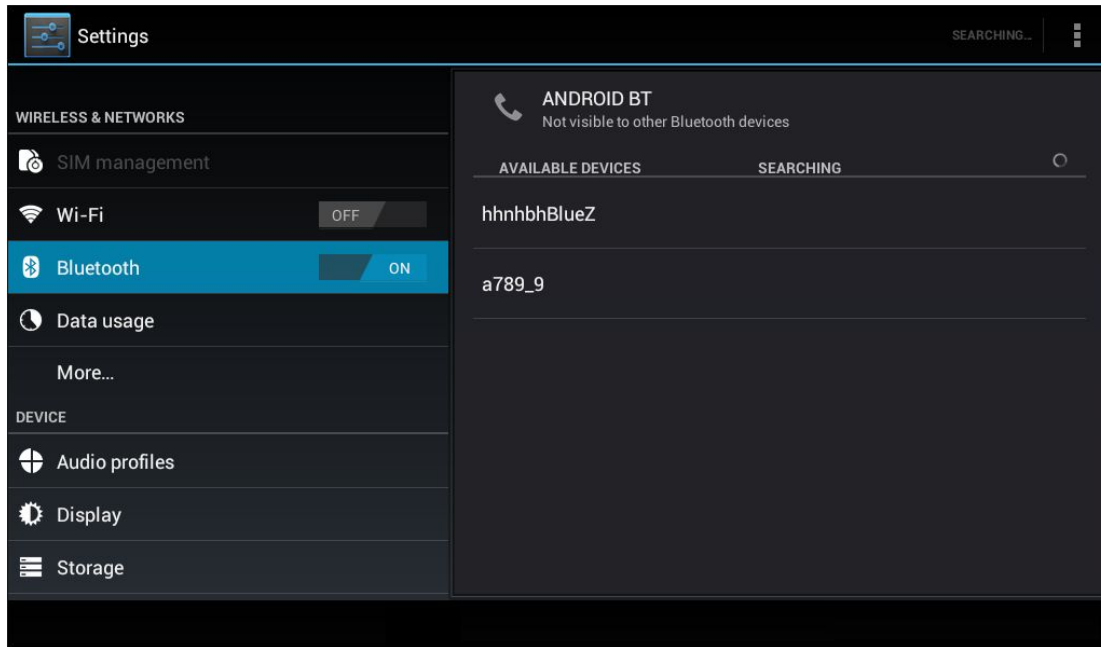 Settings
SEARCHING...
WIRELESS & NETWORKS
SIM management
Wi-Fi OFF
Bluetooth ON
Data usage
More...
DEVICE
Audio profiles
Display
Storage
ANDROID BT
Not visible to other Bluetooth devices
AVAILABLE DEVICES SEARCHING
hhnhbhBlueZ
a789_9